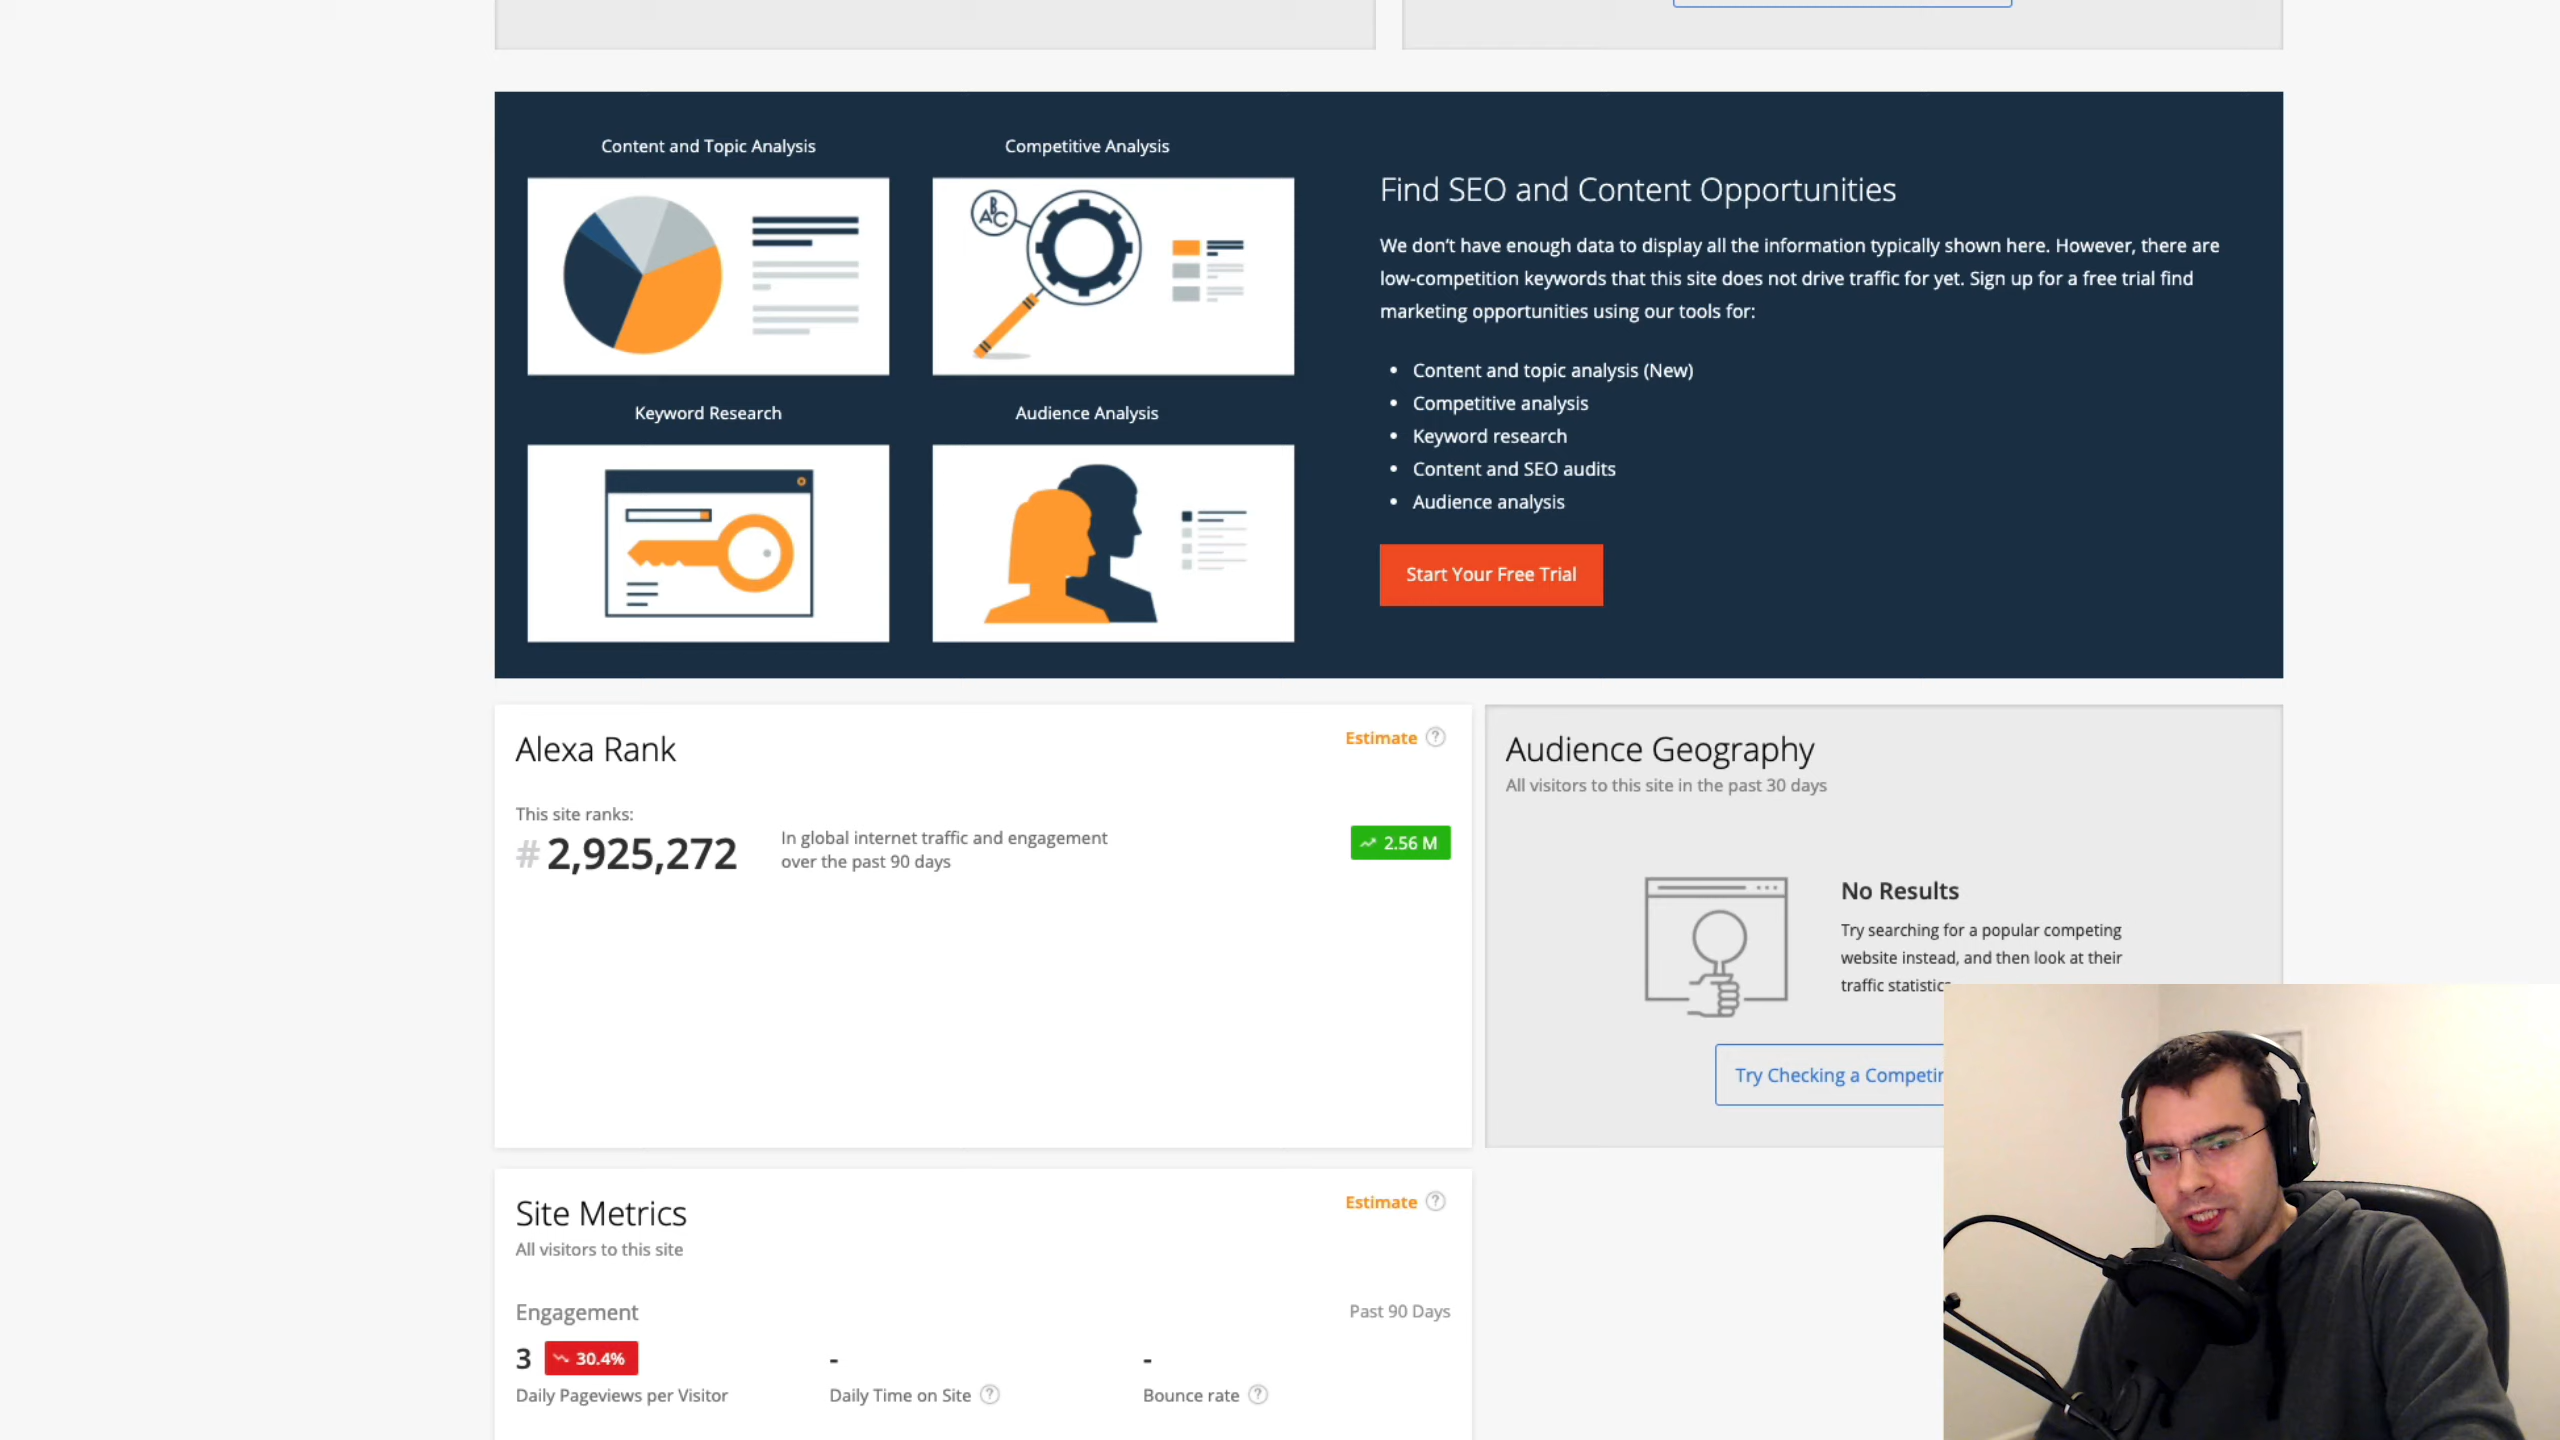 Content and Topic Analysis
Competitive Analysis
A B C
Keyword Research
Audience Analysis
Find SEO and Content Opportunities
We don't have enough data to display all the information typically shown here. However, there are
low-competition keywords that this site does not drive traffic for yet. Sign up for a free trial find
marketing opportunities using our tools for:
• Content and topic analysis (New)
• Competitive analysis
• Keyword research
• Content and SEO audits
• Audience analysis
Start Your Free Trial
Alexa Rank
Estimate ?
This site ranks:
# 2,925,272
In global internet traffic and engagement
over the past 90 days
2.56 M
Audience Geography
All visitors to this site in the past 30 days
No Results
Try searching for a popular competing
website instead, and then look at their
traffic statistics
Try Checking a Competin
Site Metrics
Estimate ?
All visitors to this site
Engagement
Past 90 Days
3 30.4%
-
-
Daily Pageviews per Visitor
Daily Time on Site ?
Bounce rate ?